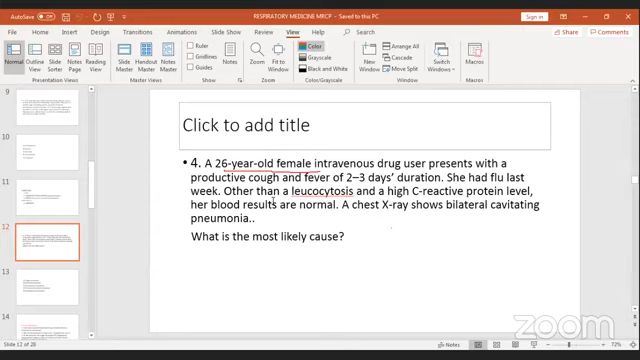 AutoSave Off
RESPIRATORY MEDICINE MRCP - Saved to this PC
Sign in
File Home Insert Draw Design Transitions Animations Slide Show Review View Help Search
Share Comments
Normal Outline View Slide Sorter Notes Page Reading View
Presentation Views
Slide Master Handout Master Notes Master
Master Views
Ruler
Gridlines
Guides
Show
Notes
Zoom Fit to Window
Zoom
Color
Grayscale
Black and White
Color/Grayscale
New Window
Arrange All
Cascade
Move Split
Window
Switch Windows
Macros
Macros
9
10
11
12
13
14
Click to add title
• 4. A 26-year-old female intravenous drug user presents with a
productive cough and fever of 2–3 days' duration. She had flu last
week. Other than a leucocytosis and a high C-reactive protein level,
her blood results are normal. A chest X-ray shows bilateral cavitating
pneumonia..
What is the most likely cause?
zoom
Slide 12 of 28
Notes
72%